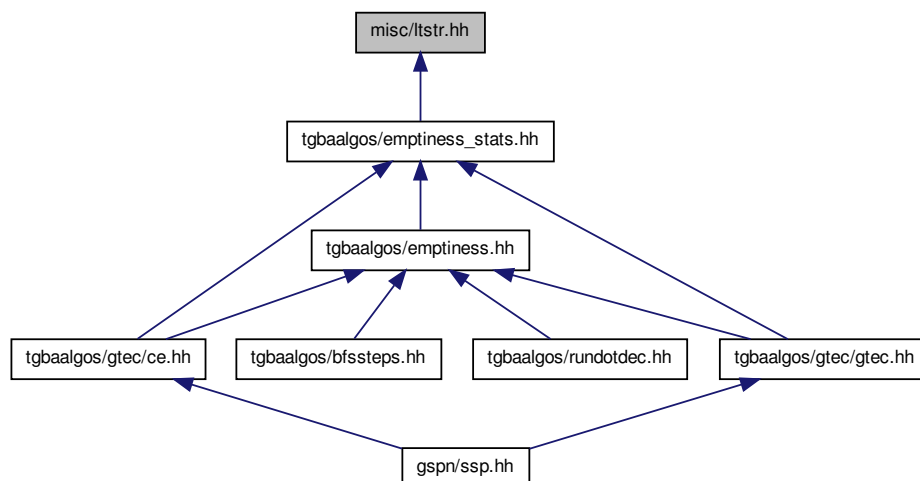 misc/ltstr.hh
tgbaalgos/emptiness_stats.hh
tgbaalgos/emptiness.hh
tgbaalgos/gtec/ce.hh
tgbaalgos/bfssteps.hh
tgbaalgos/rundotdec.hh
tgbaalgos/gtec/gtec.hh
gspn/ssp.hh